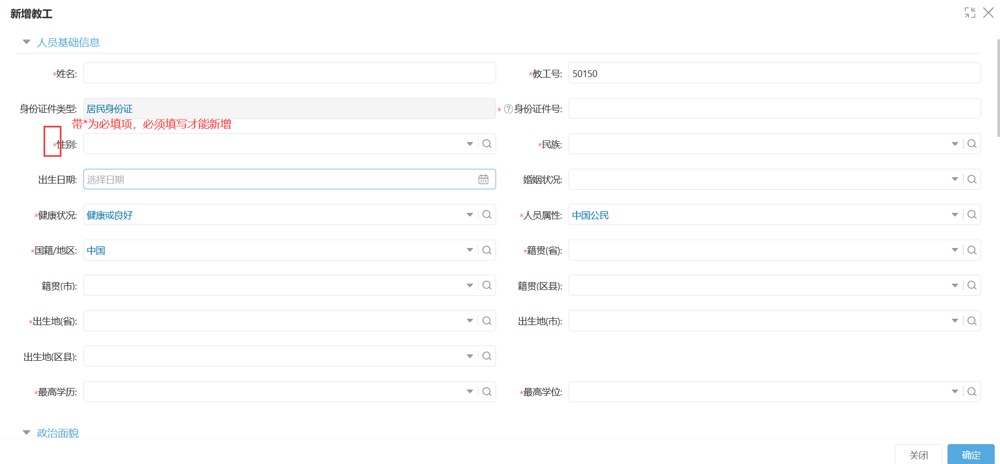 新增教工
人员基础信息
*姓名:
*教工号: 50150
身份证件类型: 居民身份证
* ? 身份证件号:
带*为必填项，必须填写才能新增
*性别:
*民族:
出生日期: 选择日期
婚姻状况:
*健康状况: 健康或良好
*人员属性: 中国公民
*国籍/地区: 中国
*籍贯(省):
籍贯(市):
籍贯(区县):
*出生地(省):
出生地(市):
出生地(区县):
*最高学历:
*最高学位:
政治面貌
关闭
确定